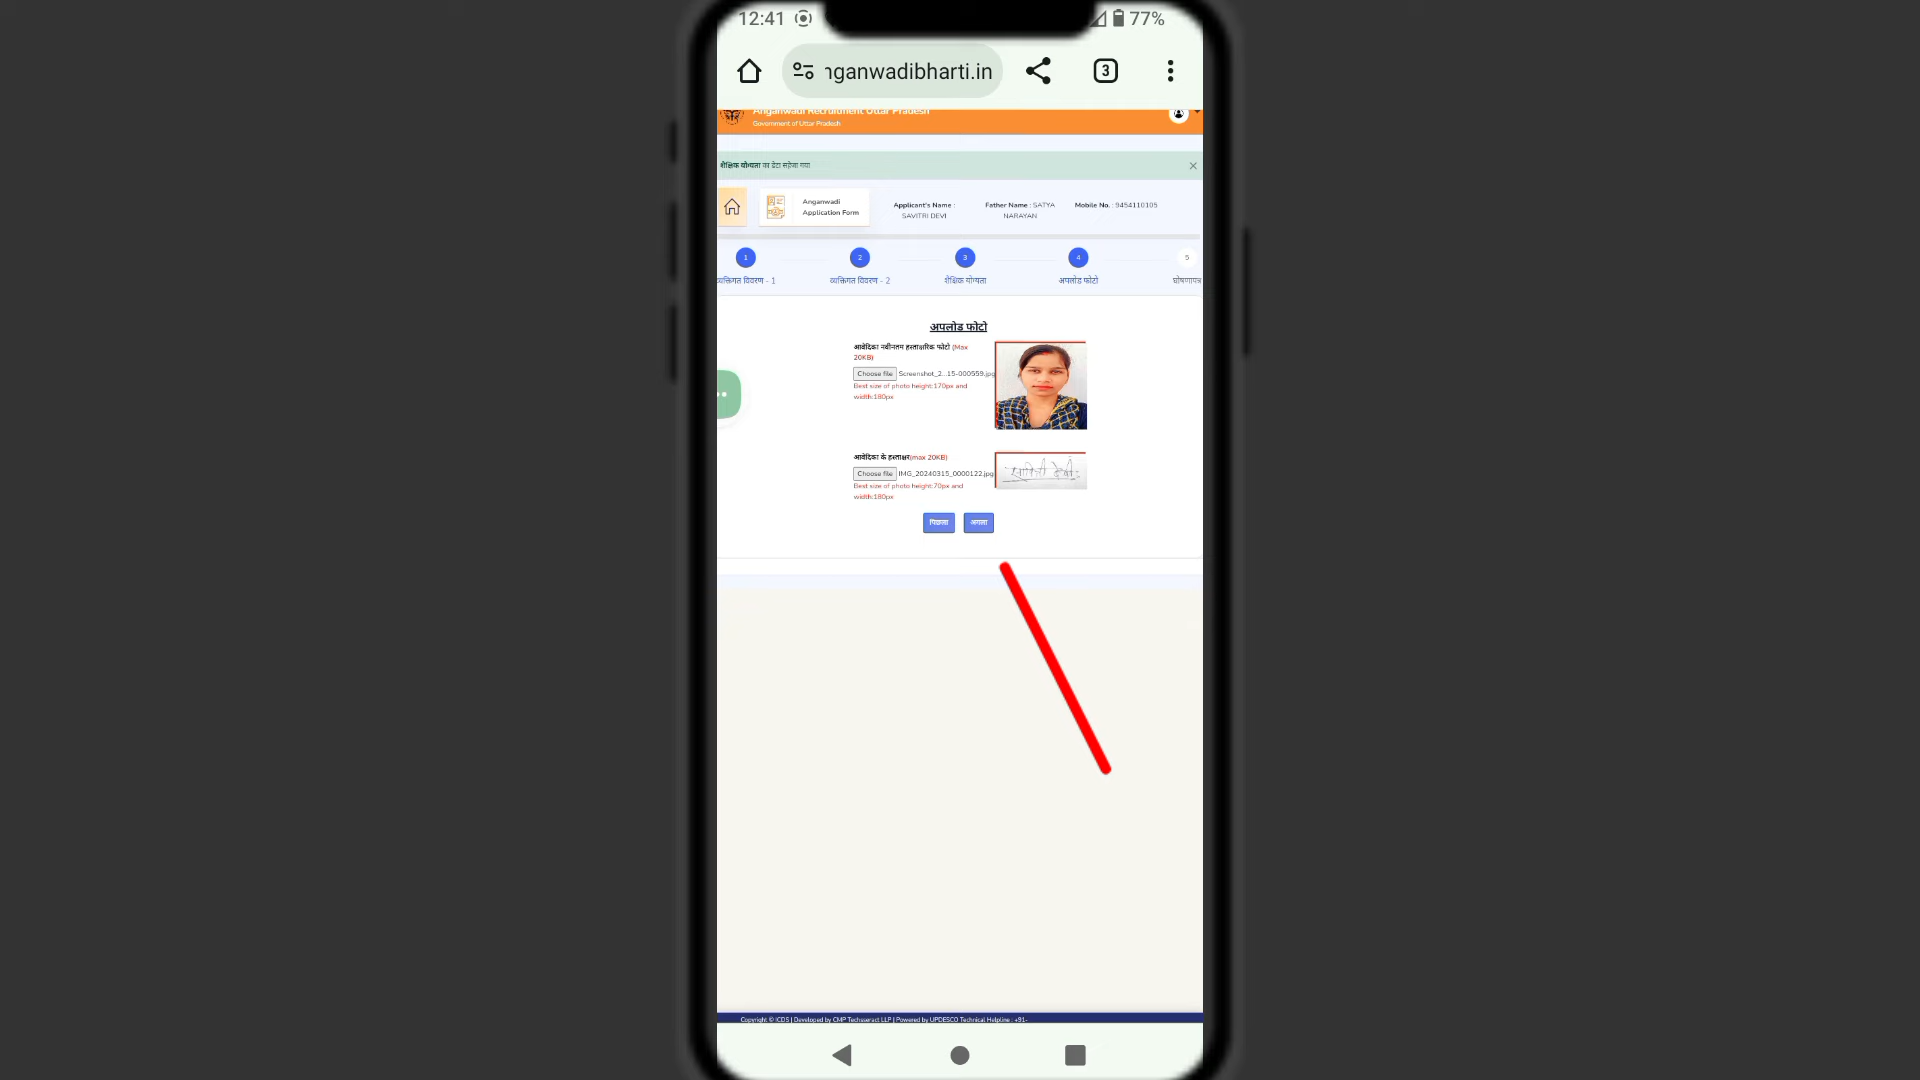 12:41 77%
nganwadibharti.in 3
Anganwadi Recruitment Uttar Pradesh
Government of Uttar Pradesh
शैक्षिक योग्यता का डेटा सहेजा गया
Anganwadi
Application Form
Applicant's Name :
SAVITRI DEVI
Father Name : SATYA
NARAYAN
Mobile No. : 9454110105
1 2 3 4 5
व्यक्तिगत विवरण - 1 व्यक्तिगत विवरण - 2 शैक्षिक योग्यता अपलोड फोटो घोषणापत्र
अपलोड फोटो
आवेदिका नवीनतम हस्ताक्षरिक फोटो (Max
20KB)
Choose file Screenshot_2...15-000559.jpg
Best size of photo height:170px and
width:180px
आवेदिका के हस्ताक्षर(max 20KB)
Choose file IMG_20240315_0000122.jpg
सावित्री देवी
Best size of photo height:70px and
width:180px
पिछला अगला
Copyright © ICDS | Developed by CMP Techsseract LLP | Powered by UPDESCO Technical Helpline : +91-